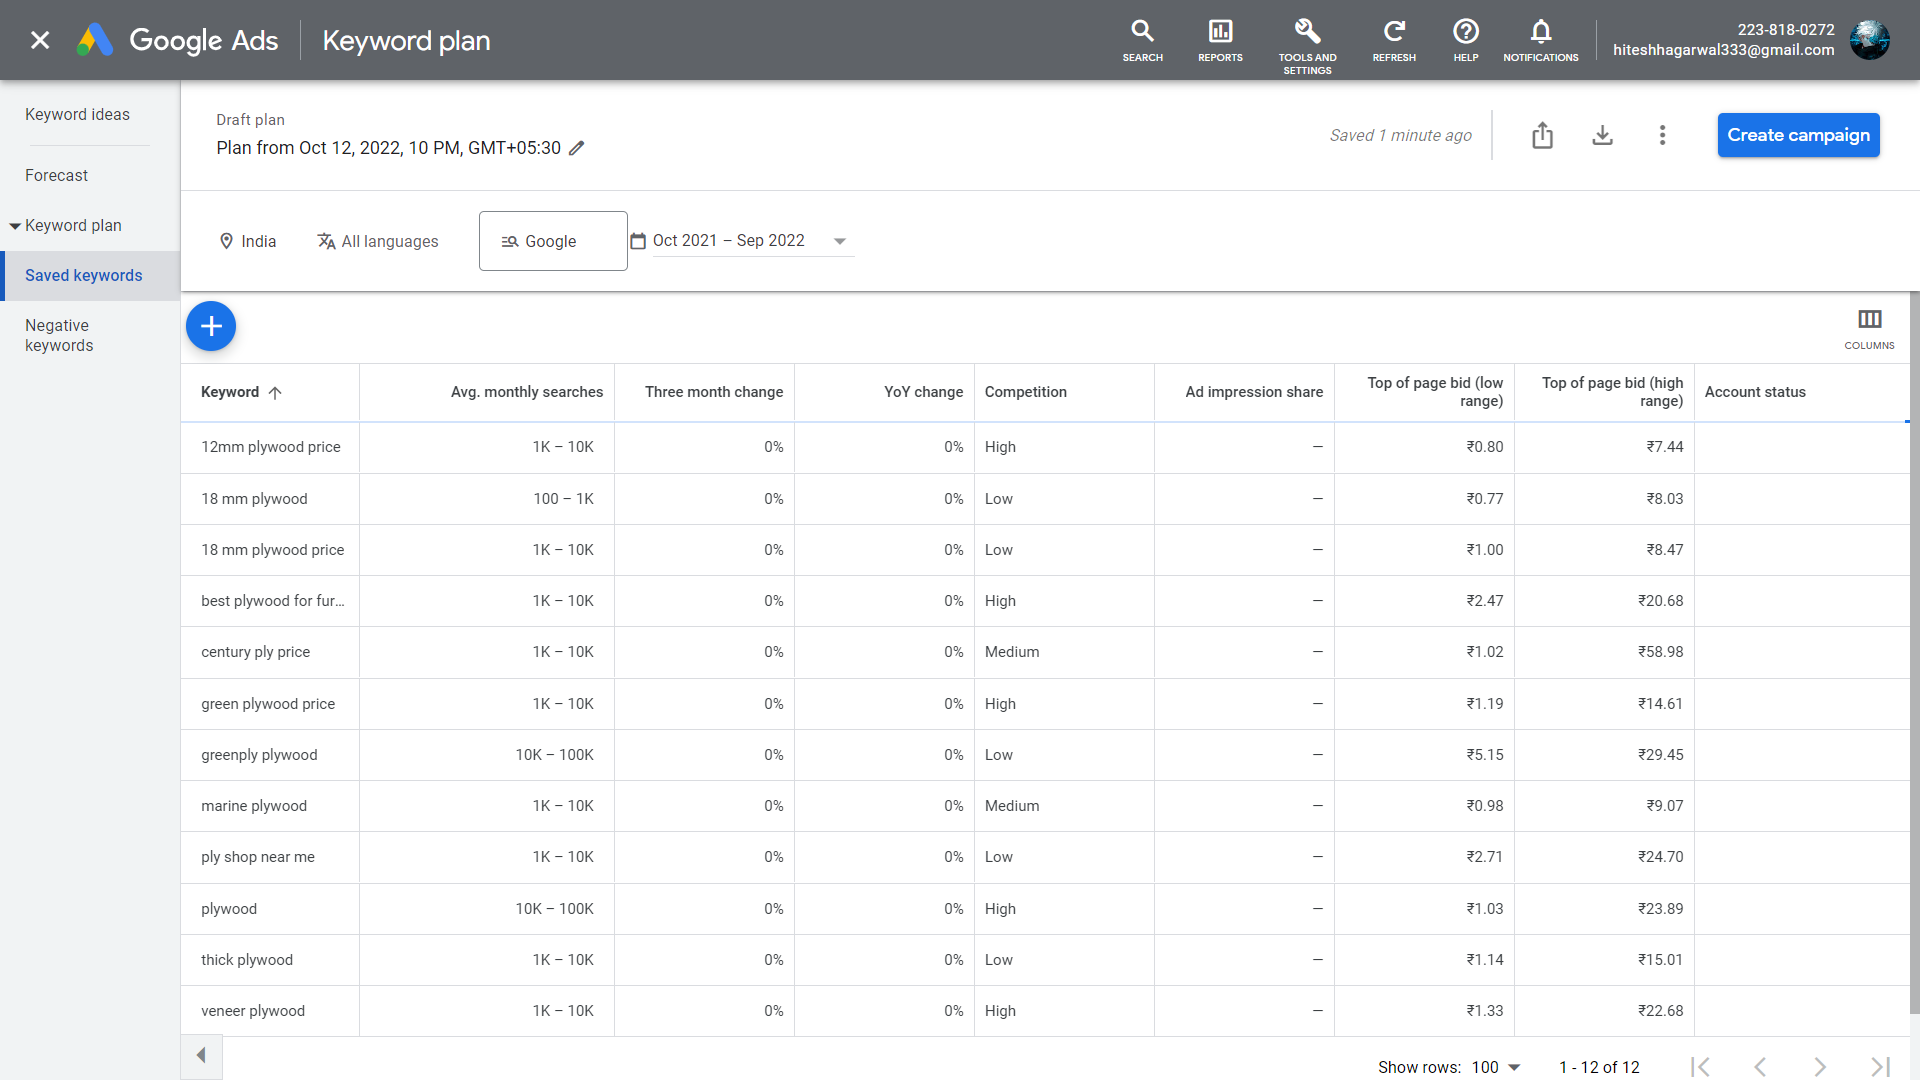 Google Ads
Keyword plan
SEARCH
REPORTS
TOOLS AND
SETTINGS
REFRESH
HELP
NOTIFICATIONS
223-818-0272
hiteshhagarwal333@gmail.com
Keyword ideas
Forecast
Keyword plan
Saved keywords
Negative
keywords
Draft plan
Plan from Oct 12, 2022, 10 PM, GMT+05:30
Saved 1 minute ago
Create campaign
India
All languages
Google
Oct 2021 – Sep 2022
COLUMNS
Keyword Avg. monthly searches Three month change YoY change Competition Ad impression share Top of page bid (low range) Top of page bid (high range) Account status
12mm plywood price 1K – 10K 0% 0% High — ₹0.80 ₹7.44
18 mm plywood 100 – 1K 0% 0% Low — ₹0.77 ₹8.03
18 mm plywood price 1K – 10K 0% 0% Low — ₹1.00 ₹8.47
best plywood for fur... 1K – 10K 0% 0% High — ₹2.47 ₹20.68
century ply price 1K – 10K 0% 0% Medium — ₹1.02 ₹58.98
green plywood price 1K – 10K 0% 0% High — ₹1.19 ₹14.61
greenply plywood 10K – 100K 0% 0% Low — ₹5.15 ₹29.45
marine plywood 1K – 10K 0% 0% Medium — ₹0.98 ₹9.07
ply shop near me 1K – 10K 0% 0% Low — ₹2.71 ₹24.70
plywood 10K – 100K 0% 0% High — ₹1.03 ₹23.89
thick plywood 1K – 10K 0% 0% Low — ₹1.14 ₹15.01
veneer plywood 1K – 10K 0% 0% High — ₹1.33 ₹22.68
Show rows: 100 1 - 12 of 12